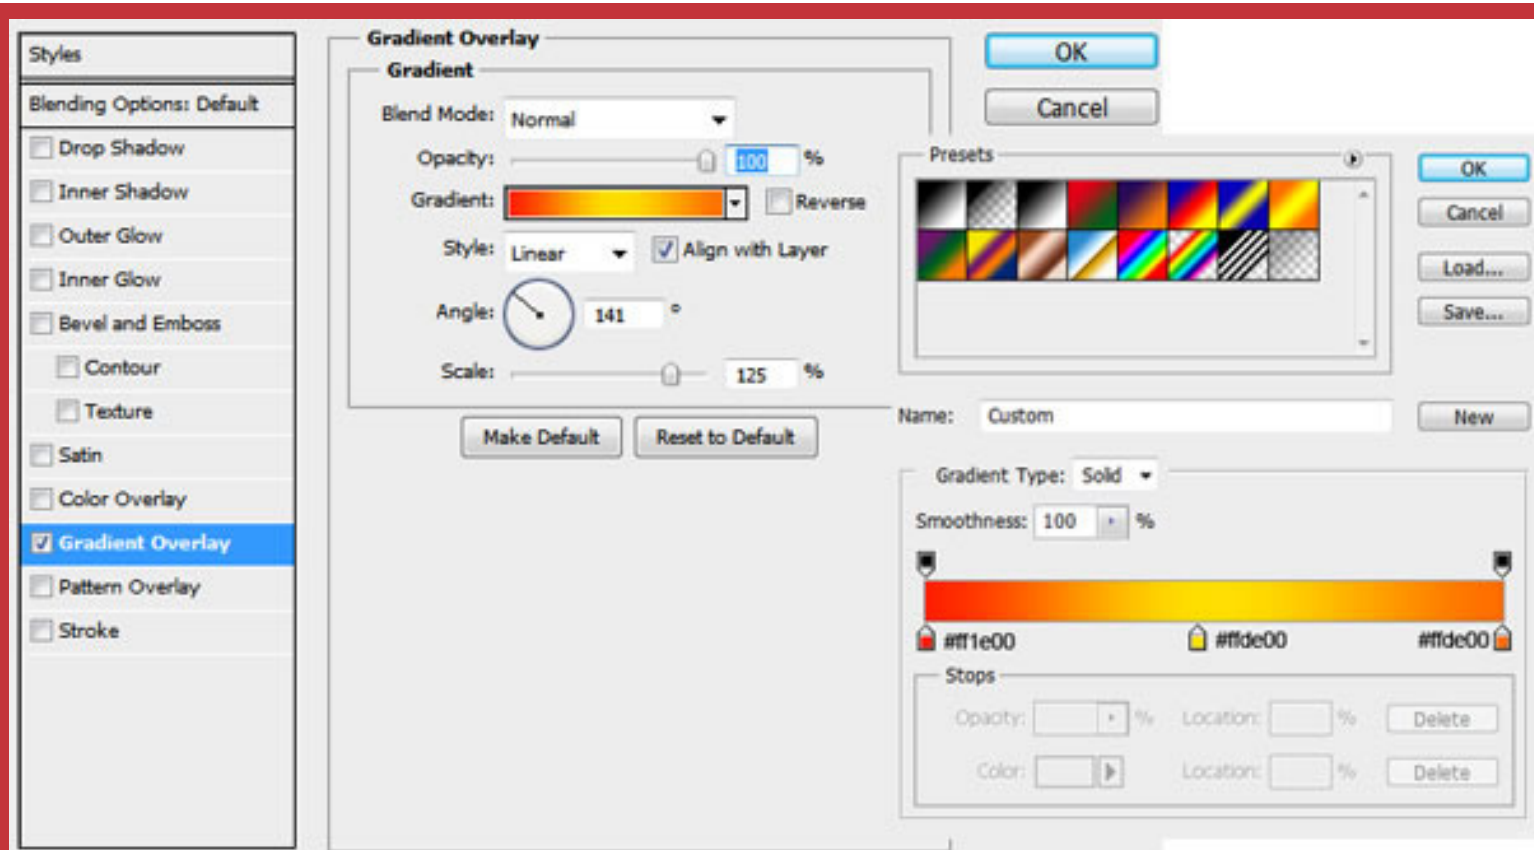 Styles
Blending Options: Default
Drop Shadow
Inner Shadow
Outer Glow
Inner Glow
Bevel and Emboss
Contour
Texture
Satin
Color Overlay
Gradient Overlay
Pattern Overlay
Stroke
Gradient Overlay
Gradient
Blend Mode: Normal
Opacity: 100 %
Gradient: Reverse
Style: Linear Align with Layer
Angle: 141 °
Scale: 125 %
Make Default Reset to Default
OK
Cancel
Presets
OK
Cancel
Load...
Save...
Name: Custom New
Gradient Type: Solid
Smoothness: 100 %
#ff1e00 #ffde00 #ffde00
Stops
Opacity: % Location: % Delete
Color: Location: % Delete